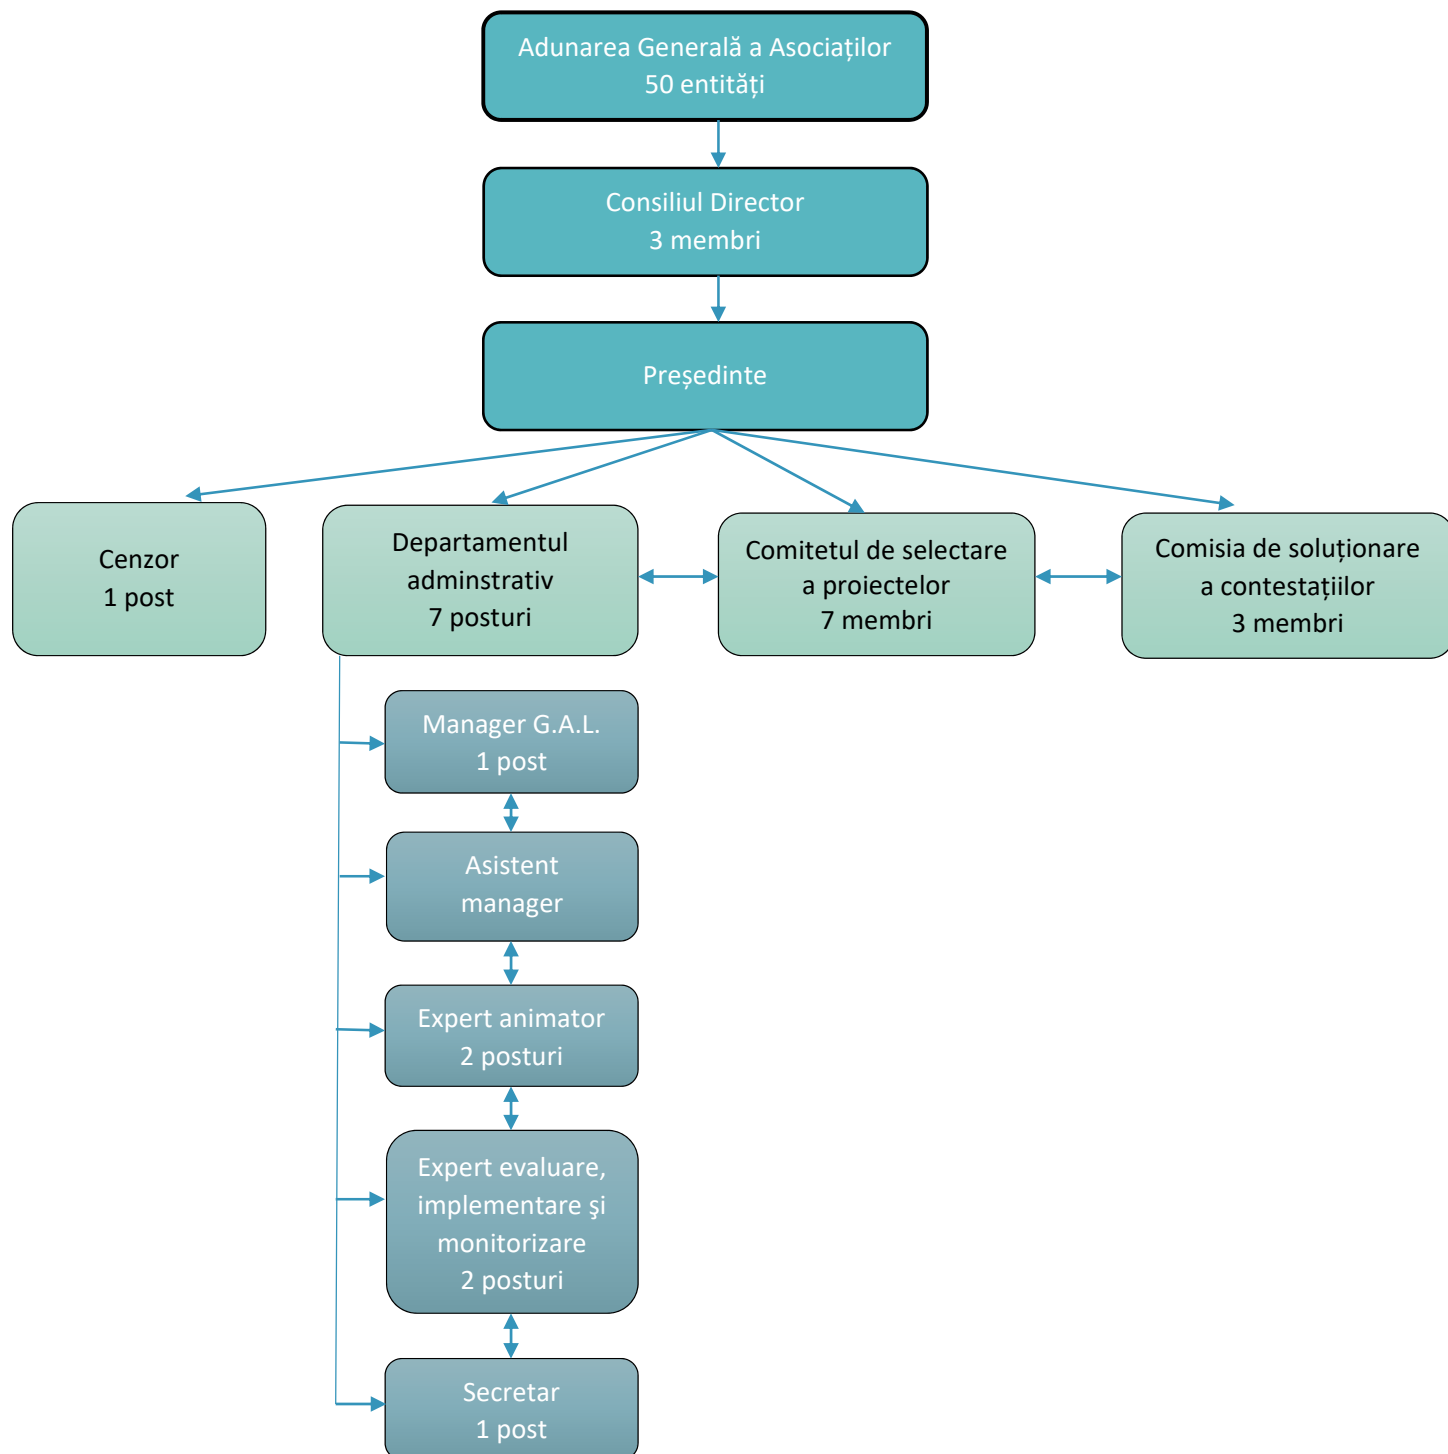 Adunarea Generală a Asociaților
50 entități
Consiliul Director
3 membri
Președinte
Cenzor
1 post
Departamentul
adminstrativ
7 posturi
Comitetul de selectare
a proiectelor
7 membri
Comisia de soluționare
a contestațiilor
3 membri
Manager G.A.L.
1 post
Asistent
manager
Expert animator
2 posturi
Expert evaluare,
implementare şi
monitorizare
2 posturi
Secretar
1 post